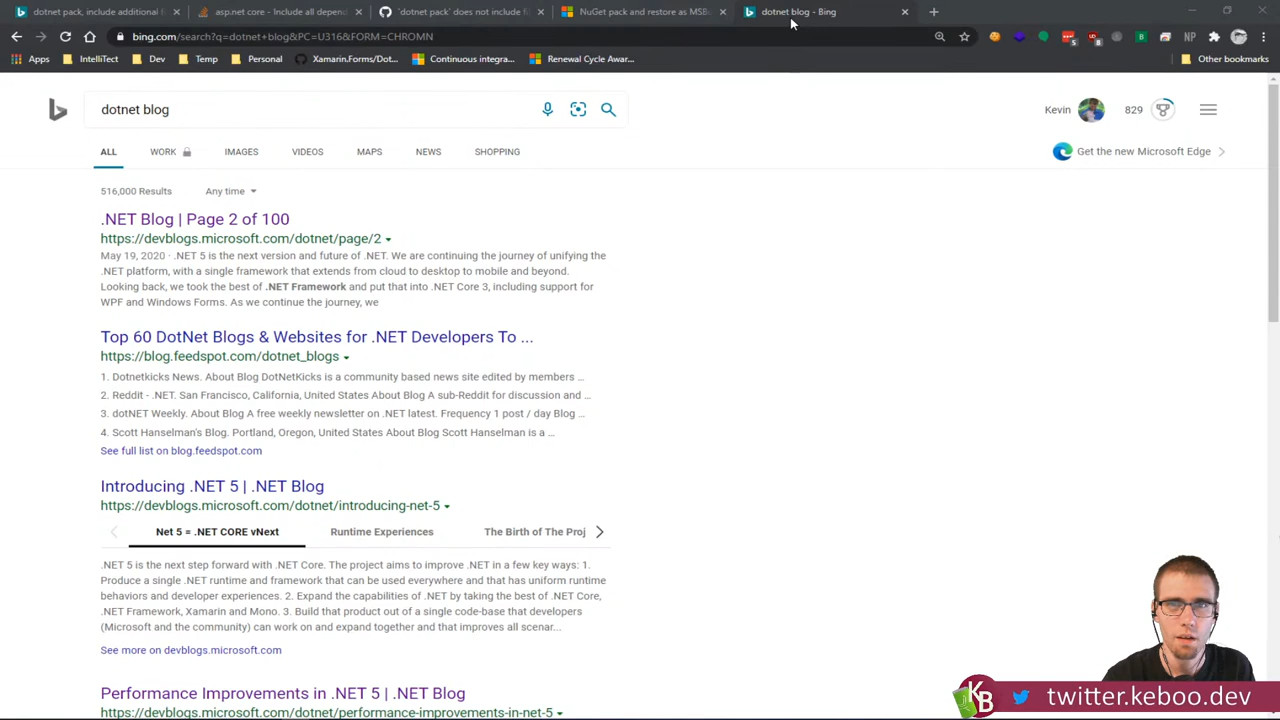 dotnet pack, include additional f
asp.net core - Include all depend
`dotnet pack` does not include fil
NuGet pack and restore as MSBu
dotnet blog - Bing
bing.com/search?q=dotnet+blog&PC=U316&FORM=CHROMN
Apps IntelliTect Dev Temp Personal Xamarin.Forms/Dot... Continuous integra... Renewal Cycle Awar... Other bookmarks
dotnet blog
Kevin 829
ALL WORK IMAGES VIDEOS MAPS NEWS SHOPPING
Get the new Microsoft Edge
516,000 Results Any time
.NET Blog | Page 2 of 100
https://devblogs.microsoft.com/dotnet/page/2
May 19, 2020 · .NET 5 is the next version and future of .NET. We are continuing the journey of unifying the
.NET platform, with a single framework that extends from cloud to desktop to mobile and beyond.
Looking back, we took the best of .NET Framework and put that into .NET Core 3, including support for
WPF and Windows Forms. As we continue the journey, we
Top 60 DotNet Blogs & Websites for .NET Developers To ...
https://blog.feedspot.com/dotnet_blogs
1. Dotnetkicks News. About Blog DotNetKicks is a community based news site edited by members ...
2. Reddit - .NET. San Francisco, California, United States About Blog A sub-Reddit for discussion and ...
3. dotNET Weekly. About Blog A free weekly newsletter on .NET latest. Frequency 1 post / day Blog ...
4. Scott Hanselman's Blog. Portland, Oregon, United States About Blog Scott Hanselman is a ...
See full list on blog.feedspot.com
Introducing .NET 5 | .NET Blog
https://devblogs.microsoft.com/dotnet/introducing-net-5
Net 5 = .NET CORE vNext Runtime Experiences The Birth of The Proj
.NET 5 is the next step forward with .NET Core. The project aims to improve .NET in a few key ways: 1.
Produce a single .NET runtime and framework that can be used everywhere and that has uniform runtime
behaviors and developer experiences. 2. Expand the capabilities of .NET by taking the best of .NET Core,
.NET Framework, Xamarin and Mono. 3. Build that product out of a single code-base that developers
(Microsoft and the community) can work on and expand together and that improves all scenar...
See more on devblogs.microsoft.com
Performance Improvements in .NET 5 | .NET Blog
https://devblogs.microsoft.com/dotnet/performance-improvements-in-net-5
KB twitter.keboo.dev